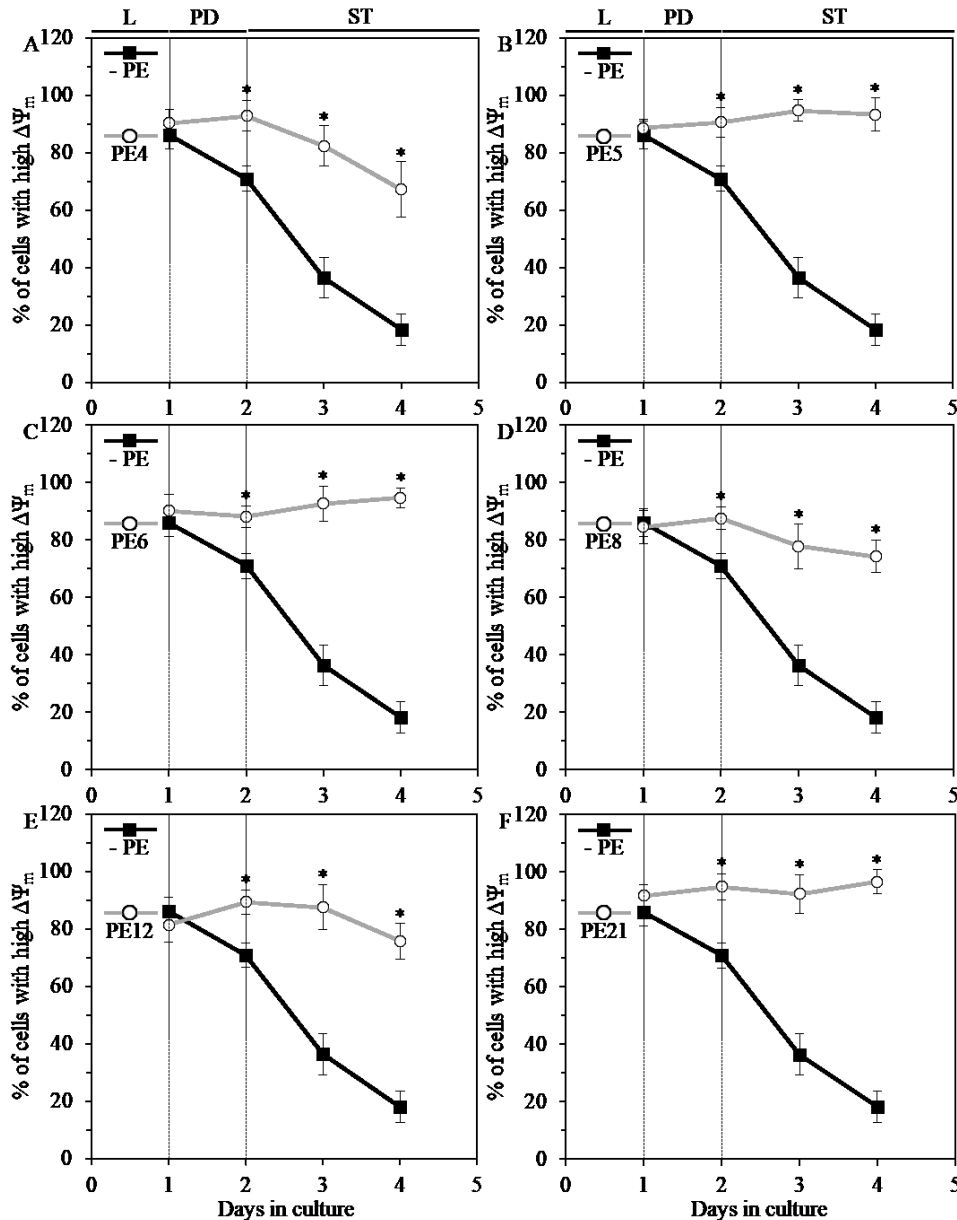 L PD ST L PD ST
A
120
100
80
60
40
20
0
% of cells with high ΔΨm
- PE
PE4
* * *
0 1 2 3 4 5
B
120
100
80
60
40
20
0
% of cells with high ΔΨm
- PE
PE5
* * *
0 1 2 3 4 5
C
120
100
80
60
40
20
0
% of cells with high ΔΨm
- PE
PE6
* * *
0 1 2 3 4 5
D
120
100
80
60
40
20
0
% of cells with high ΔΨm
- PE
PE8
* * *
0 1 2 3 4 5
E
120
100
80
60
40
20
0
% of cells with high ΔΨm
- PE
PE12
* * *
0 1 2 3 4 5
Days in culture
F
120
100
80
60
40
20
0
% of cells with high ΔΨm
- PE
PE21
* * *
0 1 2 3 4 5
Days in culture